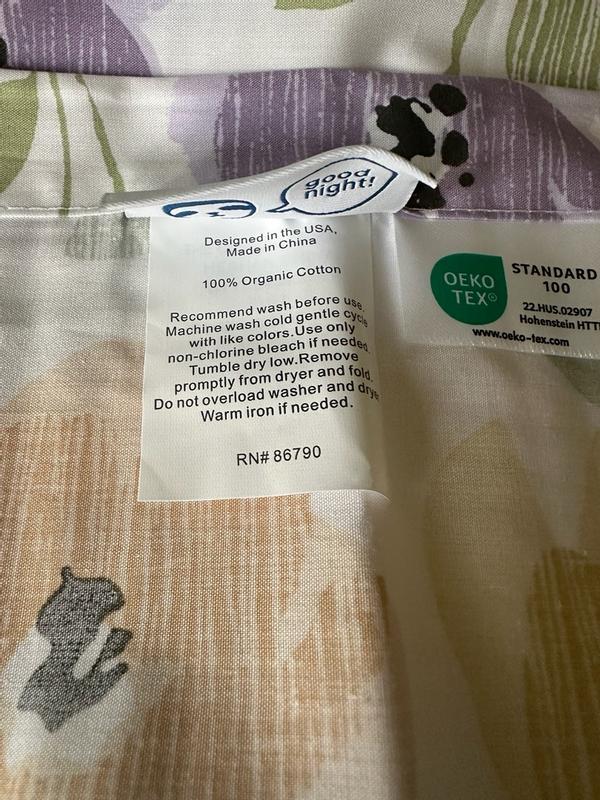 good
night!
Designed in the USA,
Made in China
100% Organic Cotton
Recommend wash before use
Machine wash cold gentle cycle
with like colors.Use only
non-chlorine bleach if needed.
Tumble dry low.Remove
promptly from dryer and fold.
Do not overload washer and dryer
Warm iron if needed.
RN# 86790
OEKO
TEX®
STANDARD
100
22.HUS.02907
Hohenstein HTTI
www.oeko-tex.com